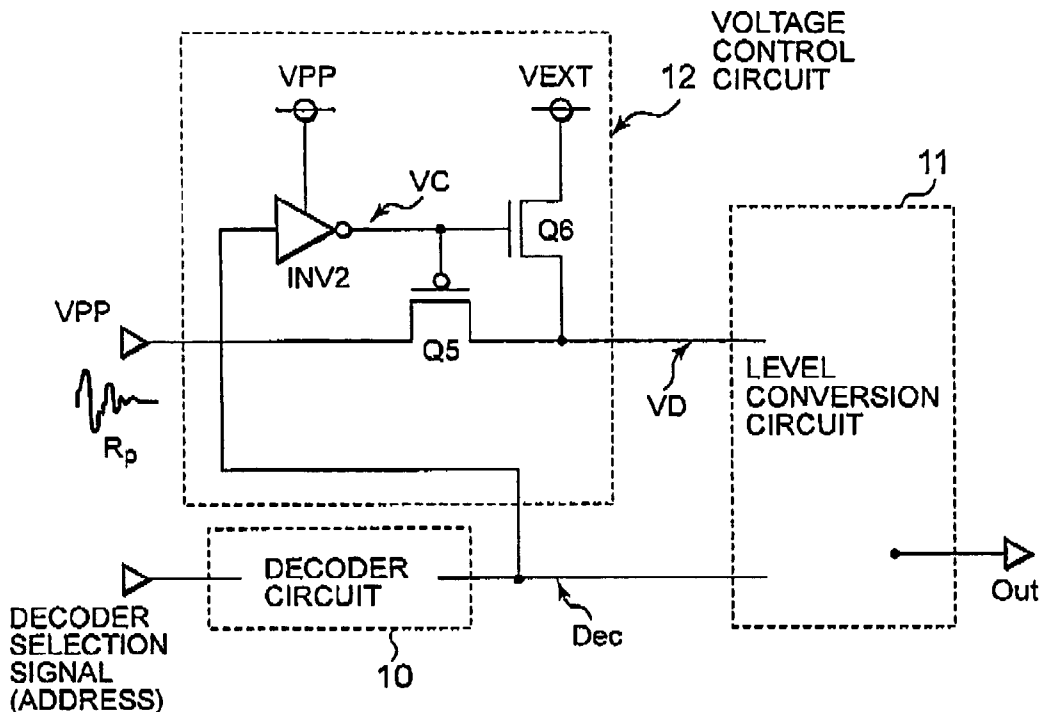 VOLTAGE
CONTROL
CIRCUIT
12
VPP
VEXT
VC
11
Q6
INV2
VPP
Q5
VD
LEVEL
CONVERSION
CIRCUIT
Rp
DECODER
CIRCUIT
Dec
Out
10
DECODER
SELECTION
SIGNAL
(ADDRESS)